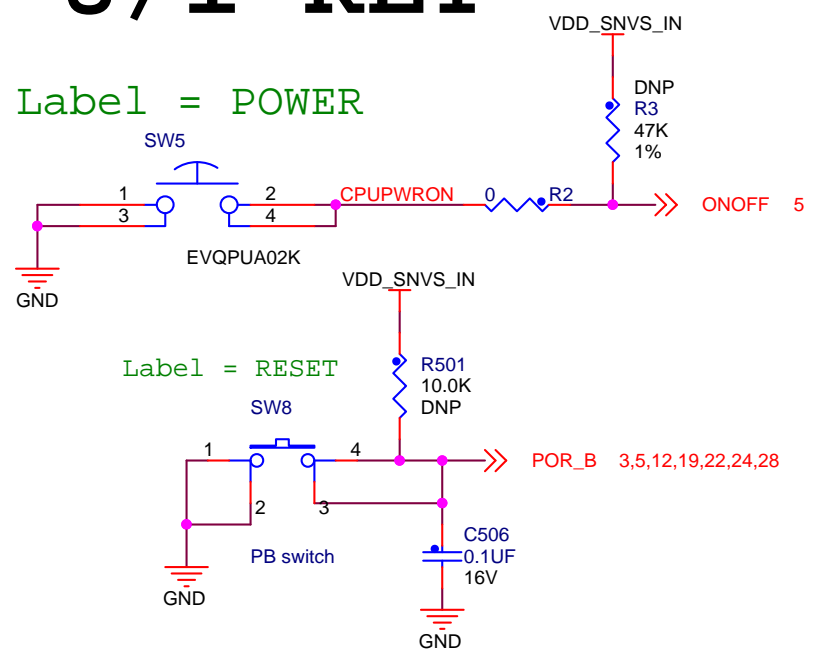 VDD_SNVS_IN
Label = POWER
DNP
R3
47K
1%
SW5
1
2
3
4
CPUPWRON
0
R2
ONOFF 5
EVQPUA02K
GND
VDD_SNVS_IN
Label = RESET
R501
10.0K
DNP
SW8
1
4
2
3
POR_B 3,5,12,19,22,24,28
PB switch
C506
0.1UF
16V
GND
GND